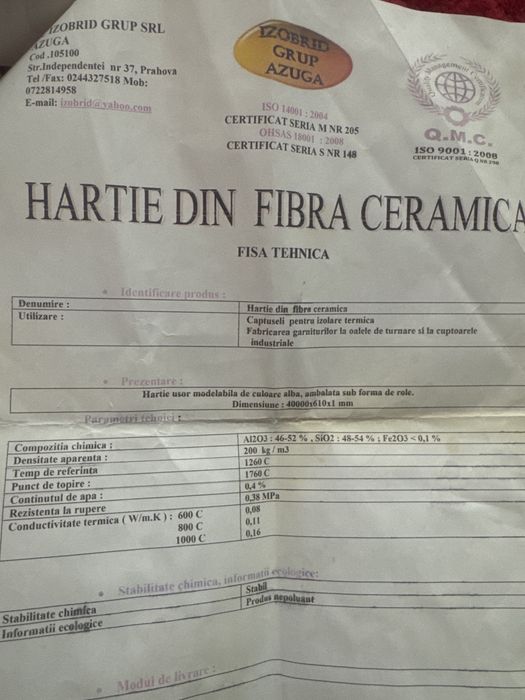 IZOBRID GRUP SRL
AZUGA
Cod .105100
Str.Independentei nr 37, Prahova
Tel /Fax: 0244327518 Mob:
0722814958
E-mail: izobrid@yahoo.com
IZOBRID
GRUP
AZUGA
ISO 14001 : 2004
CERTIFICAT SERIA M NR 205
OHSAS 18001 : 2008
CERTIFICAT SERIA S NR 148
Q.M.C.
ISO 9001 : 2008
CERTIFICAT SERIA Q NR
HARTIE DIN FIBRA CERAMICA
FISA TEHNICA
• Identificare produs :
Denumire : Hartie din fibra ceramica
Utilizare : Captuseli pentru izolare termica
Fabricarea garniturilor la oalele de turnare si la cuptoarele
industriale
• Prezentare :
Hartie usor modelabila de culoare alba, ambalata sub forma de role.
Dimensiune : 40000x610x1 mm
Parametri tehnici :
Compozitia chimica : Al2O3 : 46-52 % , SiO2 : 48-54 % ; Fe2O3 < 0,1 %
Densitate aparenta : 200 kg / m3
Temp de referinta 1260 C
Punct de topire : 1760 C
Continutul de apa : 0,4 %
Rezistenta la rupere 0,38 MPa
Conductivitate termica ( W/m.K ) : 600 C 0,08
800 C 0,11
1000 C 0,16
• Stabilitate chimica, informatii ecologice:
Stabilitate chimica Stabil
Informatii ecologice Produs nepoluant
• Modul de livrare :